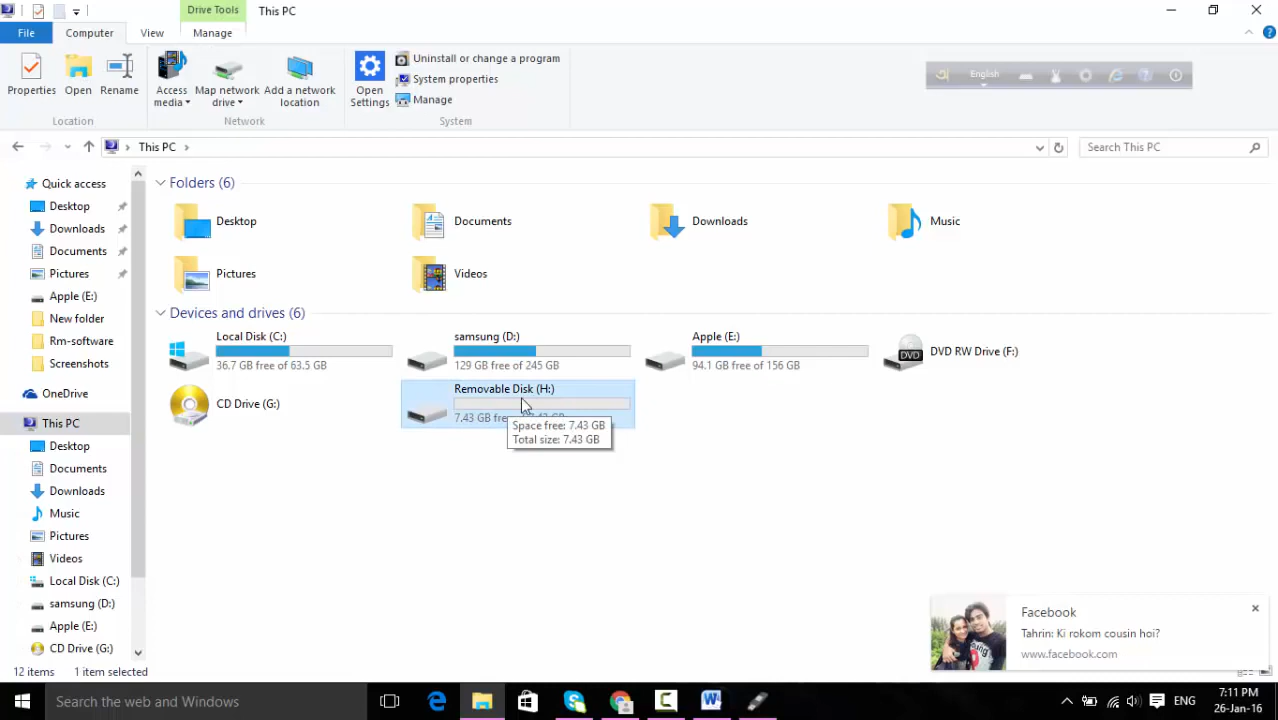 Drive Tools
This PC
File
Computer
View
Manage
Properties
Open
Rename
Access media
Map network drive
Add a network location
Open Settings
Uninstall or change a program
System properties
Manage
Location
Network
System
English
This PC
Search This PC
Quick access
Desktop
Downloads
Documents
Pictures
Apple (E:)
New folder
Rm-software
Screenshots
OneDrive
This PC
Desktop
Documents
Downloads
Music
Pictures
Videos
Local Disk (C:)
samsung (D:)
Apple (E:)
CD Drive (G:)
Folders (6)
Desktop
Documents
Downloads
Music
Pictures
Videos
Devices and drives (6)
Local Disk (C:)
36.7 GB free of 63.5 GB
samsung (D:)
129 GB free of 245 GB
Apple (E:)
94.1 GB free of 156 GB
DVD
DVD RW Drive (F:)
CD Drive (G:)
Removable Disk (H:)
7.43 GB
Space free: 7.43 GB
Total size: 7.43 GB
Facebook
Tahrin: Ki rokom cousin hoi?
www.facebook.com
12 items
1 item selected
Search the web and Windows
ENG
7:11 PM
26-Jan-16